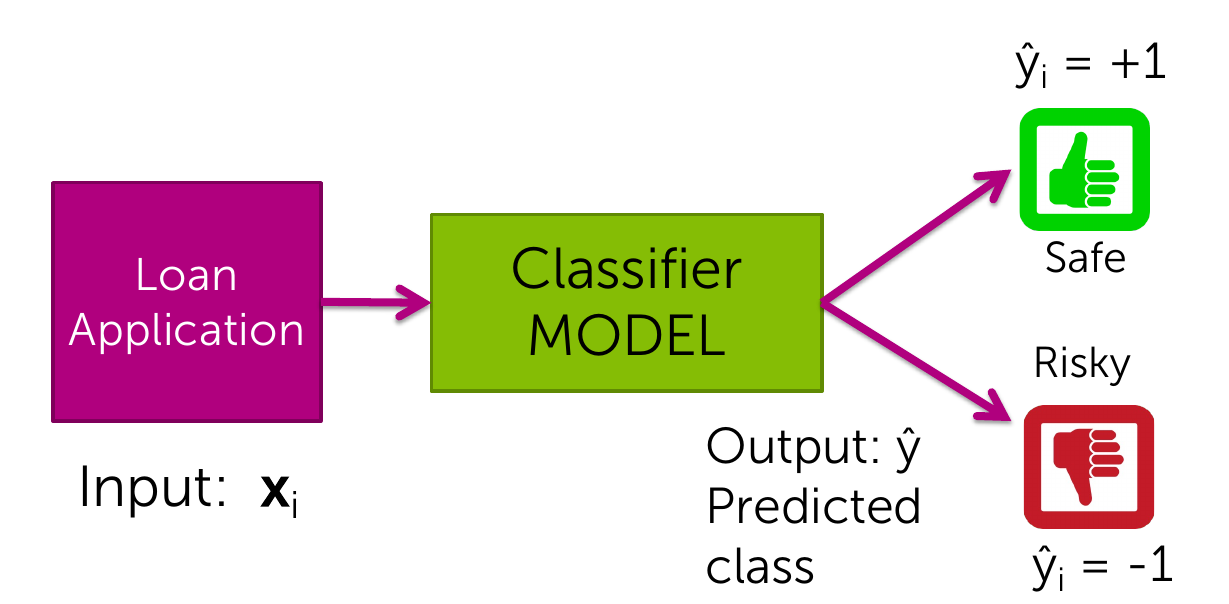 ŷi = +1
Safe
Loan
Application
Classifier
MODEL
Risky
Input: xi
Output: ŷ
Predicted
class
ŷi = -1